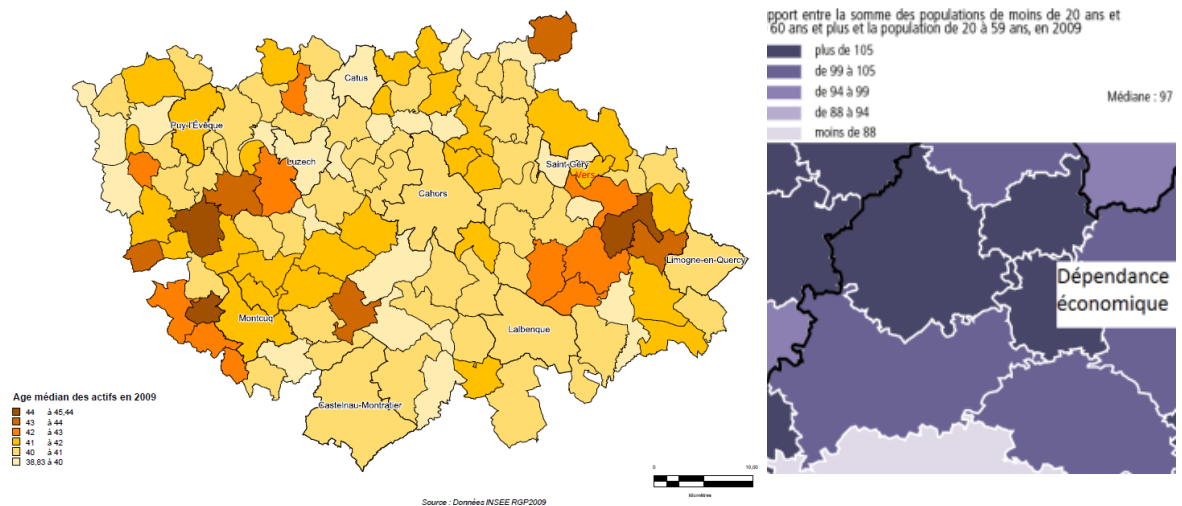 Catus
Puy-l'Évêque
Luzech
Saint-Géry
Vers
Cahors
Limogne-en-Quercy
Montcuq
Lalbenque
Castelnau-Montratier
Age médian des actifs en 2009
44 à 45,44
43 à 44
42 à 43
41 à 42
40 à 41
38,83 à 40
0 10,00
kilomètres
Source : Données INSEE RGP2009
pport entre la somme des populations de moins de 20 ans et
60 ans et plus et la population de 20 à 59 ans, en 2009
plus de 105
de 99 à 105
de 94 à 99
de 88 à 94
moins de 88
Médiane : 97
Dépendance
économique